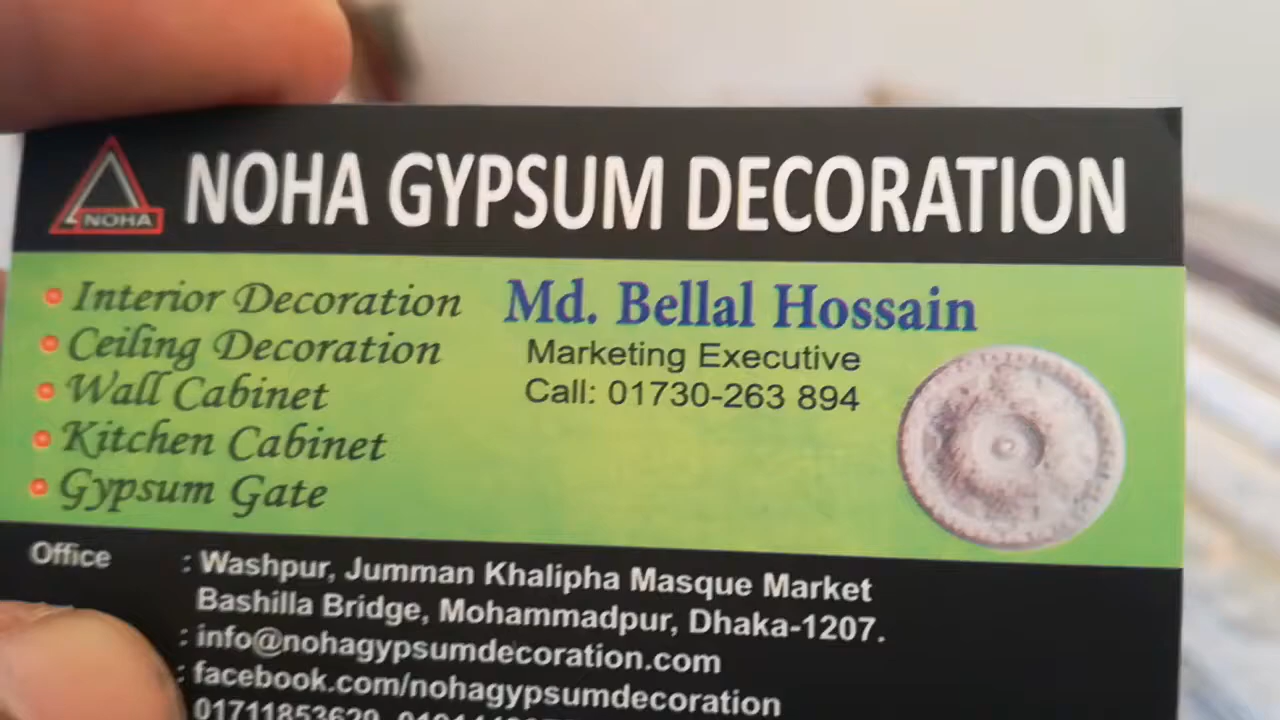 NOHA
NOHA GYPSUM DECORATION
Interior Decoration
Ceiling Decoration
Wall Cabinet
Kitchen Cabinet
Gypsum Gate
Md. Bellal Hossain
Marketing Executive
Call: 01730-263 894
Office : Washpur, Jumman Khalipha Masque Market
Bashilla Bridge, Mohammadpur, Dhaka-1207.
: info@nohagypsumdecoration.com
: facebook.com/nohagypsumdecoration
01711853620